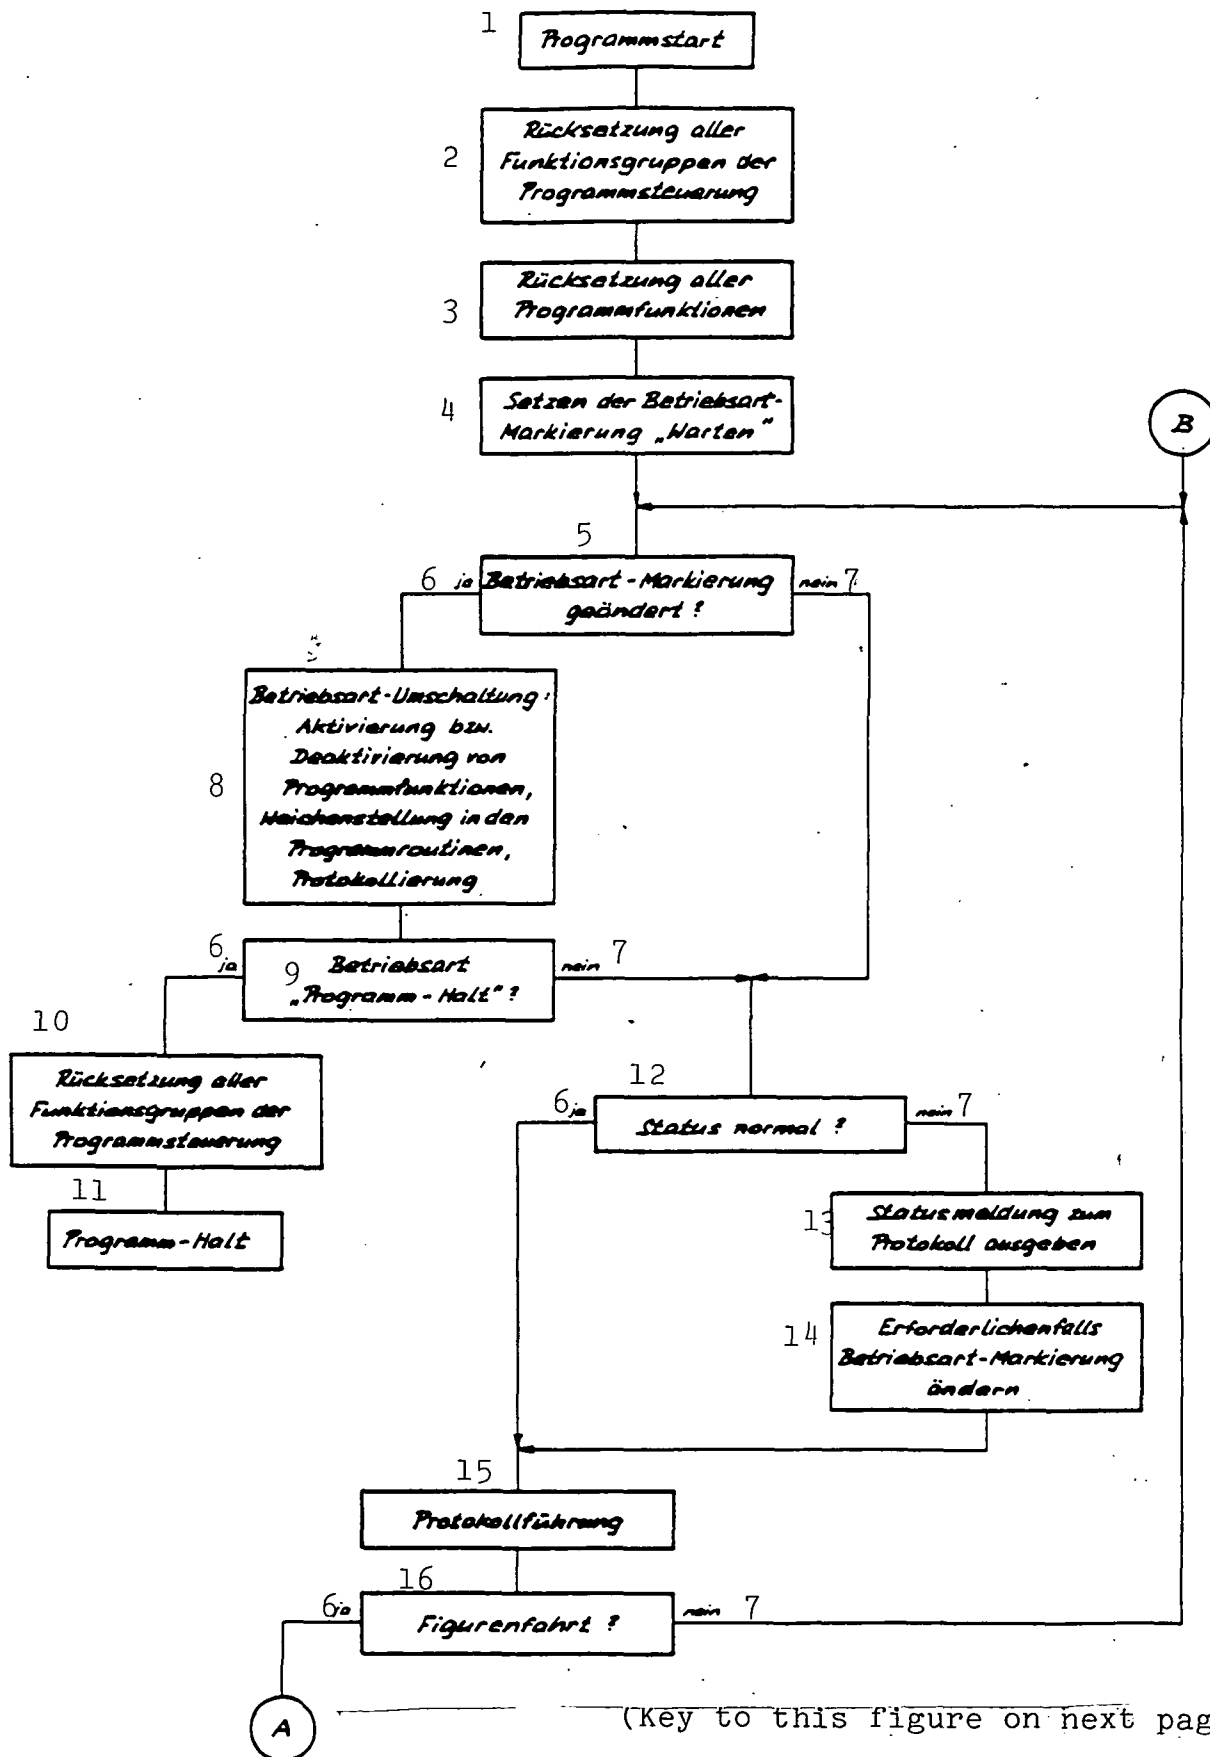 1
Programmstart
2
Rücksetzung aller
Funktionsgruppen der
Programmsteuerung
3
Rücksetzung aller
Programmfunktionen
4
Setzen der Betriebsart-
Markierung „Warten“
B
5
6 ja Betriebsart-Markierung nein 7
geändert?
8
Betriebsart-Umschaltung:
Aktivierung bzw.
Deaktivierung von
Programmfunktionen,
Weichenstellung in den
Programmroutinen,
Protokollierung
6 ja 9 Betriebsart nein 7
„Programm-Halt“?
10
Rücksetzung aller
Funktionsgruppen der
Programmsteuerung
11
Programm-Halt
12
6 ja Status normal? nein 7
13
Statusmeldung zum
Protokoll ausgeben
14
Erforderlichenfalls
Betriebsart-Markierung
ändern
15
Protokollführung
16
6 ja Figurenfahrt? nein 7
A
(Key to this figure on next pag